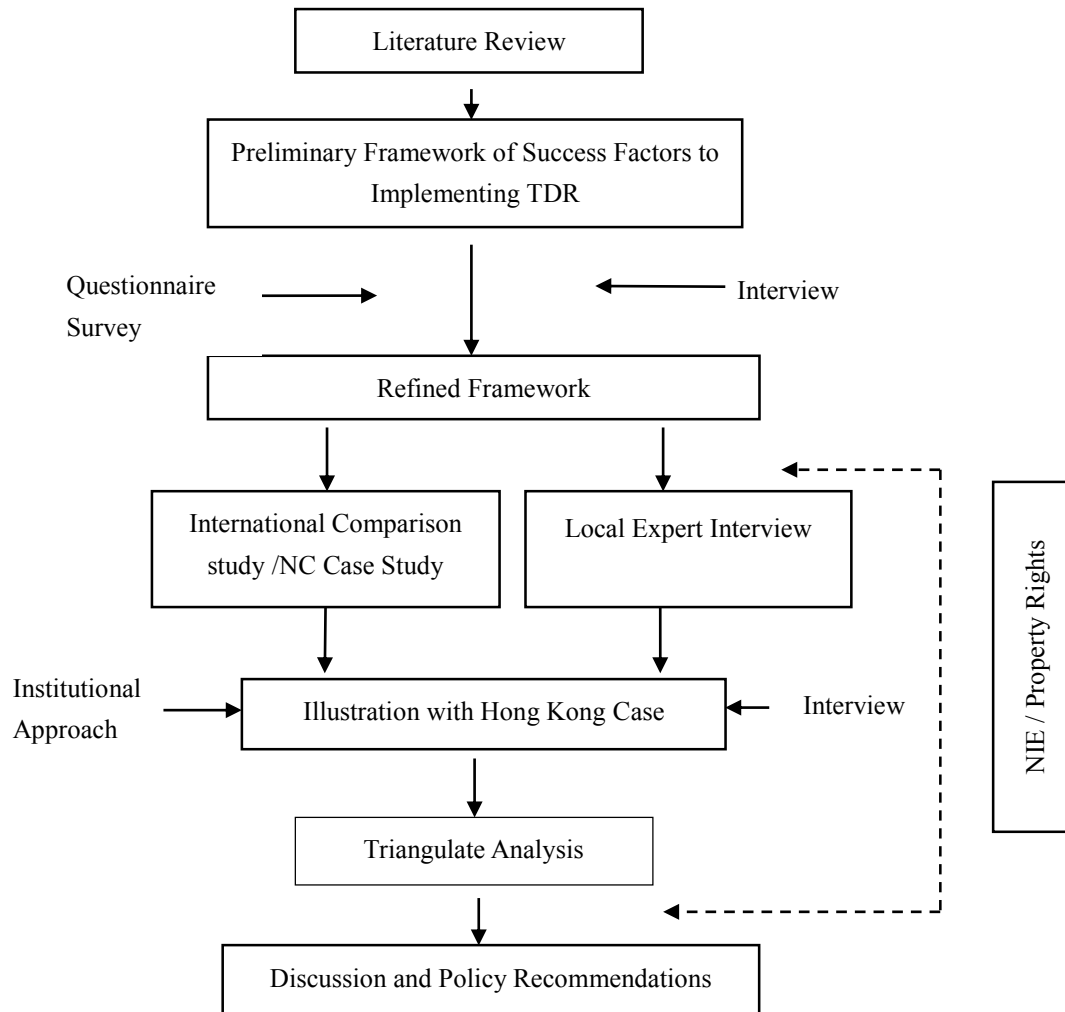 Literature Review
Preliminary Framework of Success Factors to
Implementing TDR
Questionnaire
Survey
Interview
Refined Framework
International Comparison
study /NC Case Study
Local Expert Interview
NIE / Property Rights
Institutional
Approach
Illustration with Hong Kong Case
Interview
Triangulate Analysis
Discussion and Policy Recommendations